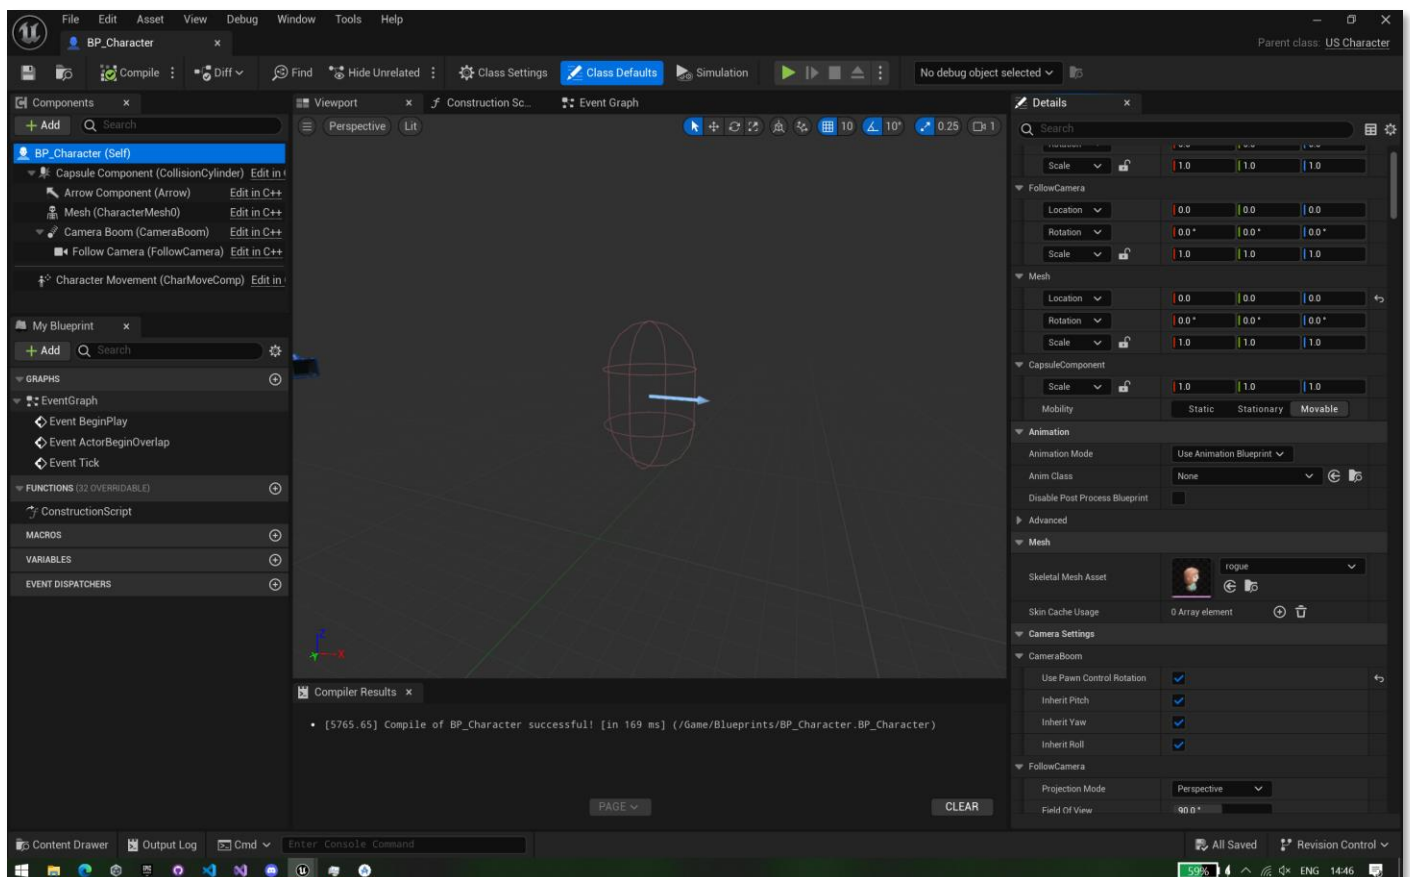 File Edit Asset View Debug Window Tools Help
BP_Character
Parent class: US Character
Compile Diff Find Hide Unrelated Class Settings Class Defaults Simulation No debug object selected
Components
Add Search
BP_Character (Self)
Capsule Component (CollisionCylinder) Edit in
Arrow Component (Arrow) Edit in C++
Mesh (CharacterMesh0) Edit in C++
Camera Boom (CameraBoom) Edit in C++
Follow Camera (FollowCamera) Edit in C++
Character Movement (CharMoveComp) Edit in
My Blueprint
Add Search
GRAPHS
EventGraph
Event BeginPlay
Event ActorBeginOverlap
Event Tick
FUNCTIONS (32 OVERRIDABLE)
ConstructionScript
MACROS
VARIABLES
EVENT DISPATCHERS
Viewport Construction Sc... Event Graph
Perspective Lit 10 10° 0.25 1
Z
Y X
Compiler Results
• [5765.65] Compile of BP_Character successful! [in 169 ms] (/Game/Blueprints/BP_Character.BP_Character)
PAGE CLEAR
Details
Search
Scale 1.0 1.0 1.0
FollowCamera
Location 0.0 0.0 0.0
Rotation 0.0° 0.0° 0.0°
Scale 1.0 1.0 1.0
Mesh
Location 0.0 0.0 0.0
Rotation 0.0° 0.0° 0.0°
Scale 1.0 1.0 1.0
CapsuleComponent
Scale 1.0 1.0 1.0
Mobility Static Stationary Movable
Animation
Animation Mode Use Animation Blueprint
Anim Class None
Disable Post Process Blueprint
Advanced
Mesh
Skeletal Mesh Asset rogue
Skin Cache Usage 0 Array element
Camera Settings
CameraBoom
Use Pawn Control Rotation
Inherit Pitch
Inherit Yaw
Inherit Roll
FollowCamera
Projection Mode Perspective
Field Of View 90.0°
Content Drawer Output Log Cmd Enter Console Command All Saved Revision Control
59% ENG 14:46